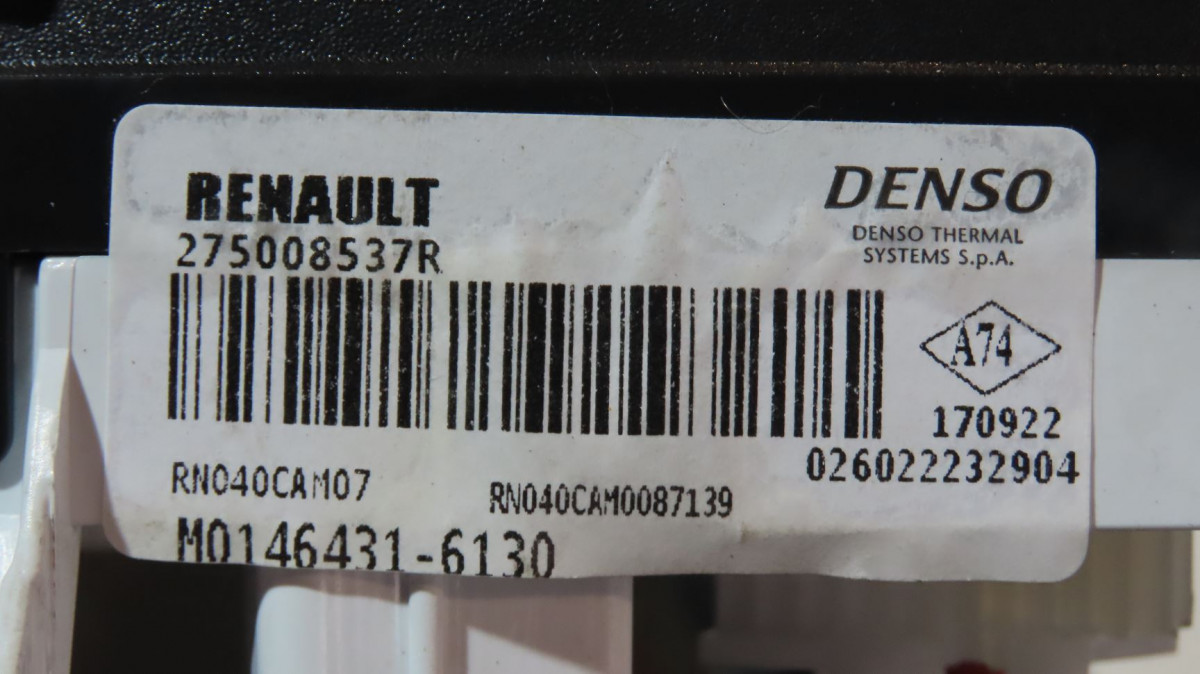 RENAULT
275008537R
DENSO
DENSO THERMAL
SYSTEMS S.p.A.
A74
170922
026022232904
RN040CAM07
RN040CAM0087139
M0146431-6130